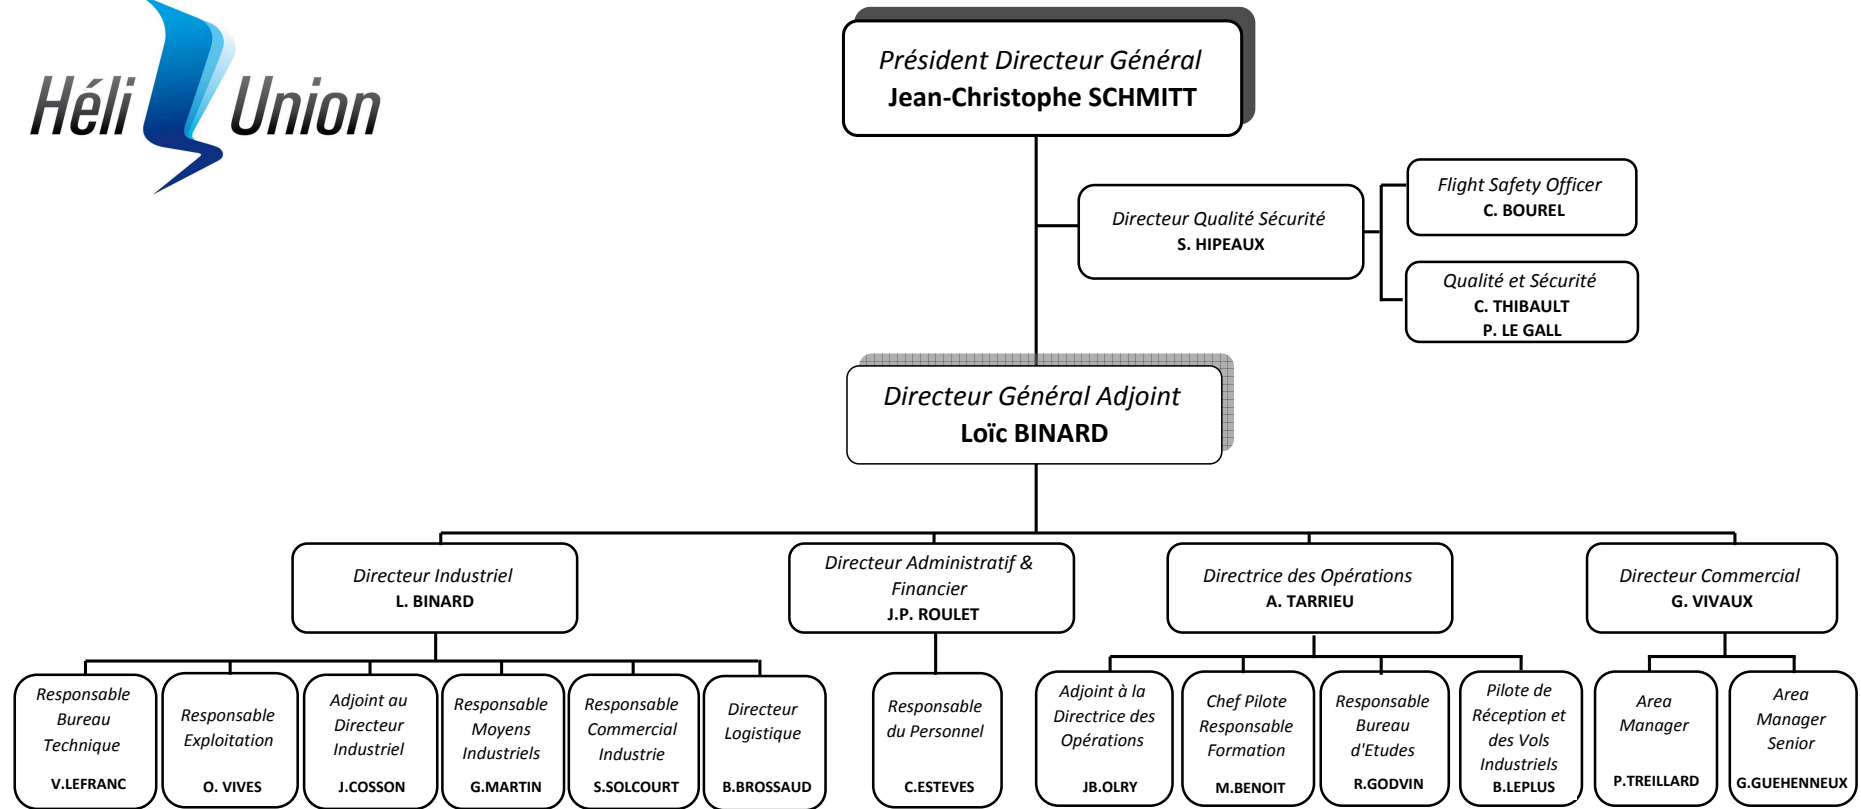 Héli Union
Président Directeur Général
Jean-Christophe SCHMITT
Flight Safety Officer
C. BOUREL
Directeur Qualité Sécurité
S. HIPEAUX
Qualité et Sécurité
C. THIBAULT
P. LE GALL
Directeur Général Adjoint
Loïc BINARD
Directeur Industriel
L. BINARD
Directeur Administratif &
Financier
J.P. ROULET
Directrice des Opérations
A. TARRIEU
Directeur Commercial
G. VIVAUX
Responsable
Bureau
Technique
V.LEFRANC
Responsable
Exploitation
O. VIVES
Adjoint au
Directeur
Industriel
J.COSSON
Responsable
Moyens
Industriels
G.MARTIN
Responsable
Commercial
Industrie
S.SOLCOURT
Directeur
Logistique
B.BROSSAUD
Responsable
du Personnel
C.ESTEVES
Adjoint à la
Directrice des
Opérations
JB.OLRY
Chef Pilote
Responsable
Formation
M.BENOIT
Responsable
Bureau
d'Etudes
R.GODVIN
Pilote de
Réception et
des Vols
Industriels
B.LEPLUS
Area
Manager
P.TREILLARD
Area
Manager
Senior
G.GUEHENNEUX